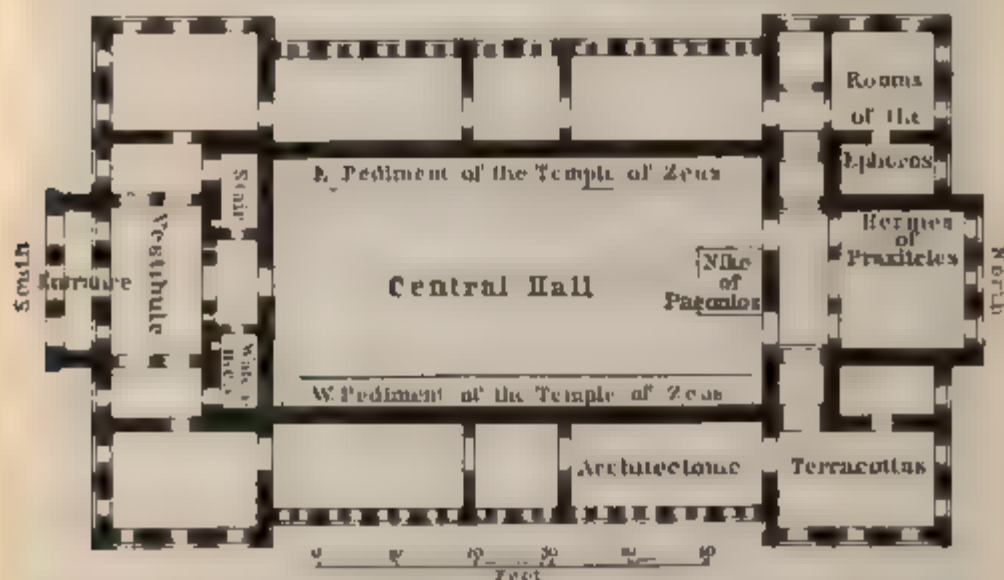 Rooms
of the
Ephoros
E. Pediment of the Temple of Zeus
Stair
Hermes
of
Praxiteles
South
Entrance
Vestibule
Central Hall
Nike
of
Paeonios
North
W. Pediment of the Temple of Zeus
Architectonic
Terracottas
Feet